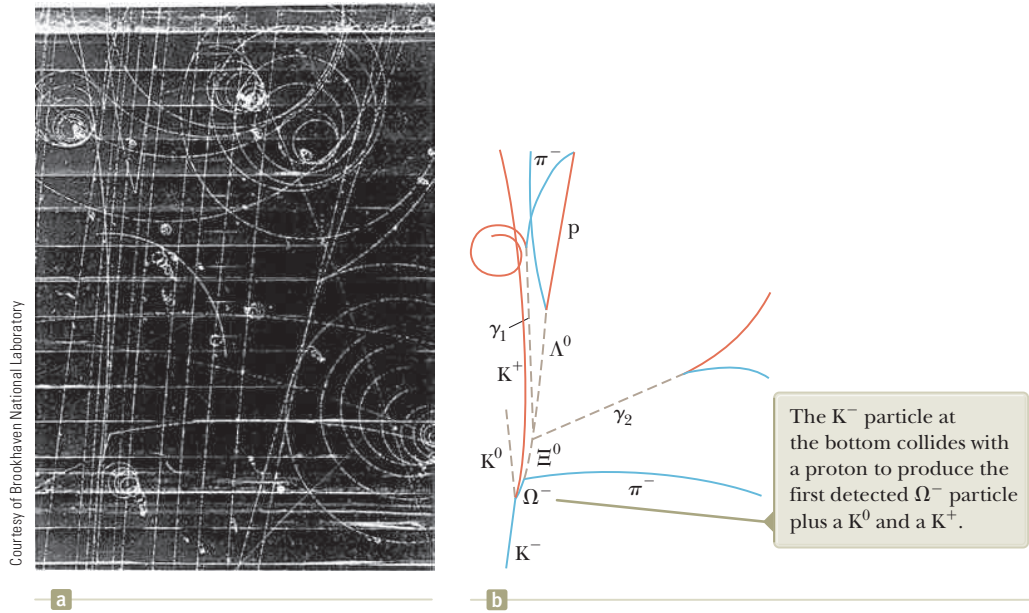 Courtesy of Brookhaven National Laboratory
π⁻
p
γ₁
Λ⁰
K⁺
γ₂
K⁰
Ξ⁰
Ω⁻
π⁻
K⁻
The K⁻ particle at
the bottom collides with
a proton to produce the
first detected Ω⁻ particle
plus a K⁰ and a K⁺.
a
b